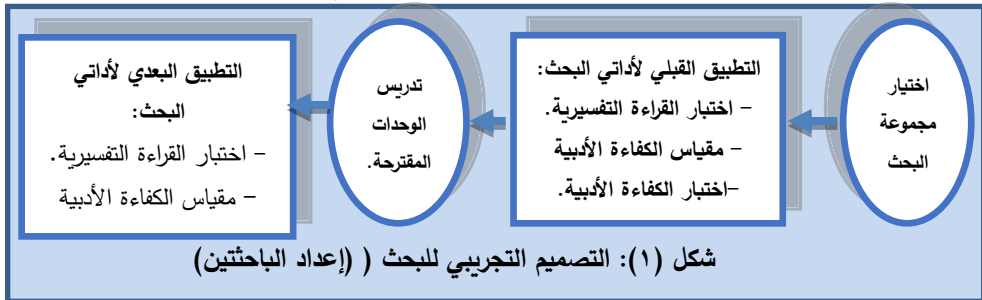 اختيار
مجموعة
البحث
التطبيق القبلي لأداتي البحث:
- اختبار القراءة التفسيرية.
- مقياس الكفاءة الأدبية
-اختبار الكفاءة الأدبية.
تدريس
الوحدات
المقترحة.
التطبيق البعدي لأداتي
البحث:
- اختبار القراءة التفسيرية.
- مقياس الكفاءة الأدبية
شكل (١): التصميم التجريبي للبحث ( (إعداد الباحثتين)